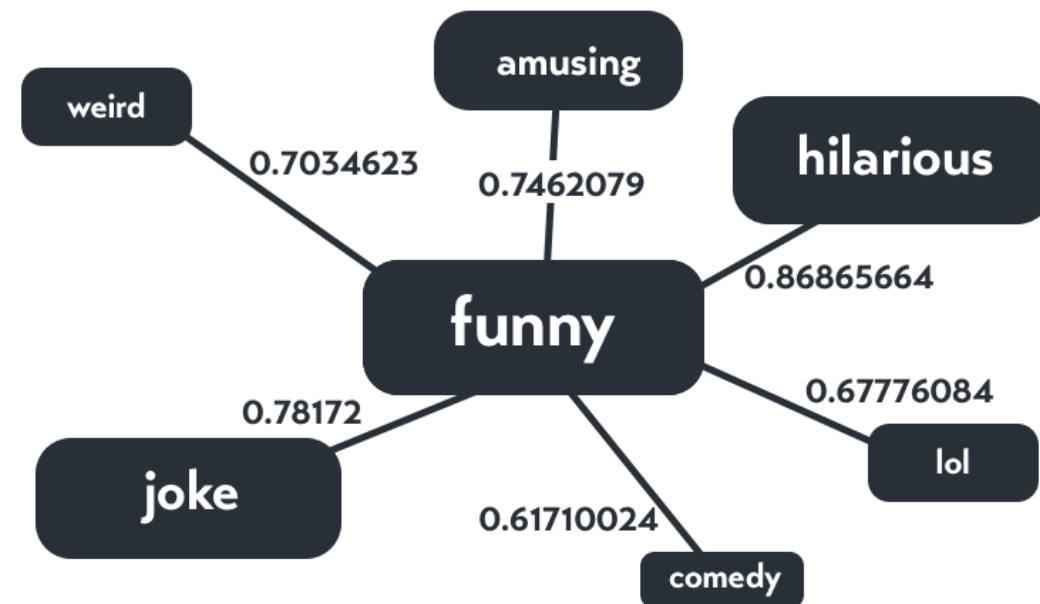 amusing
weird
hilarious
0.7034623
0.7462079
0.86865664
funny
0.67776084
0.78172
lol
joke
0.61710024
comedy